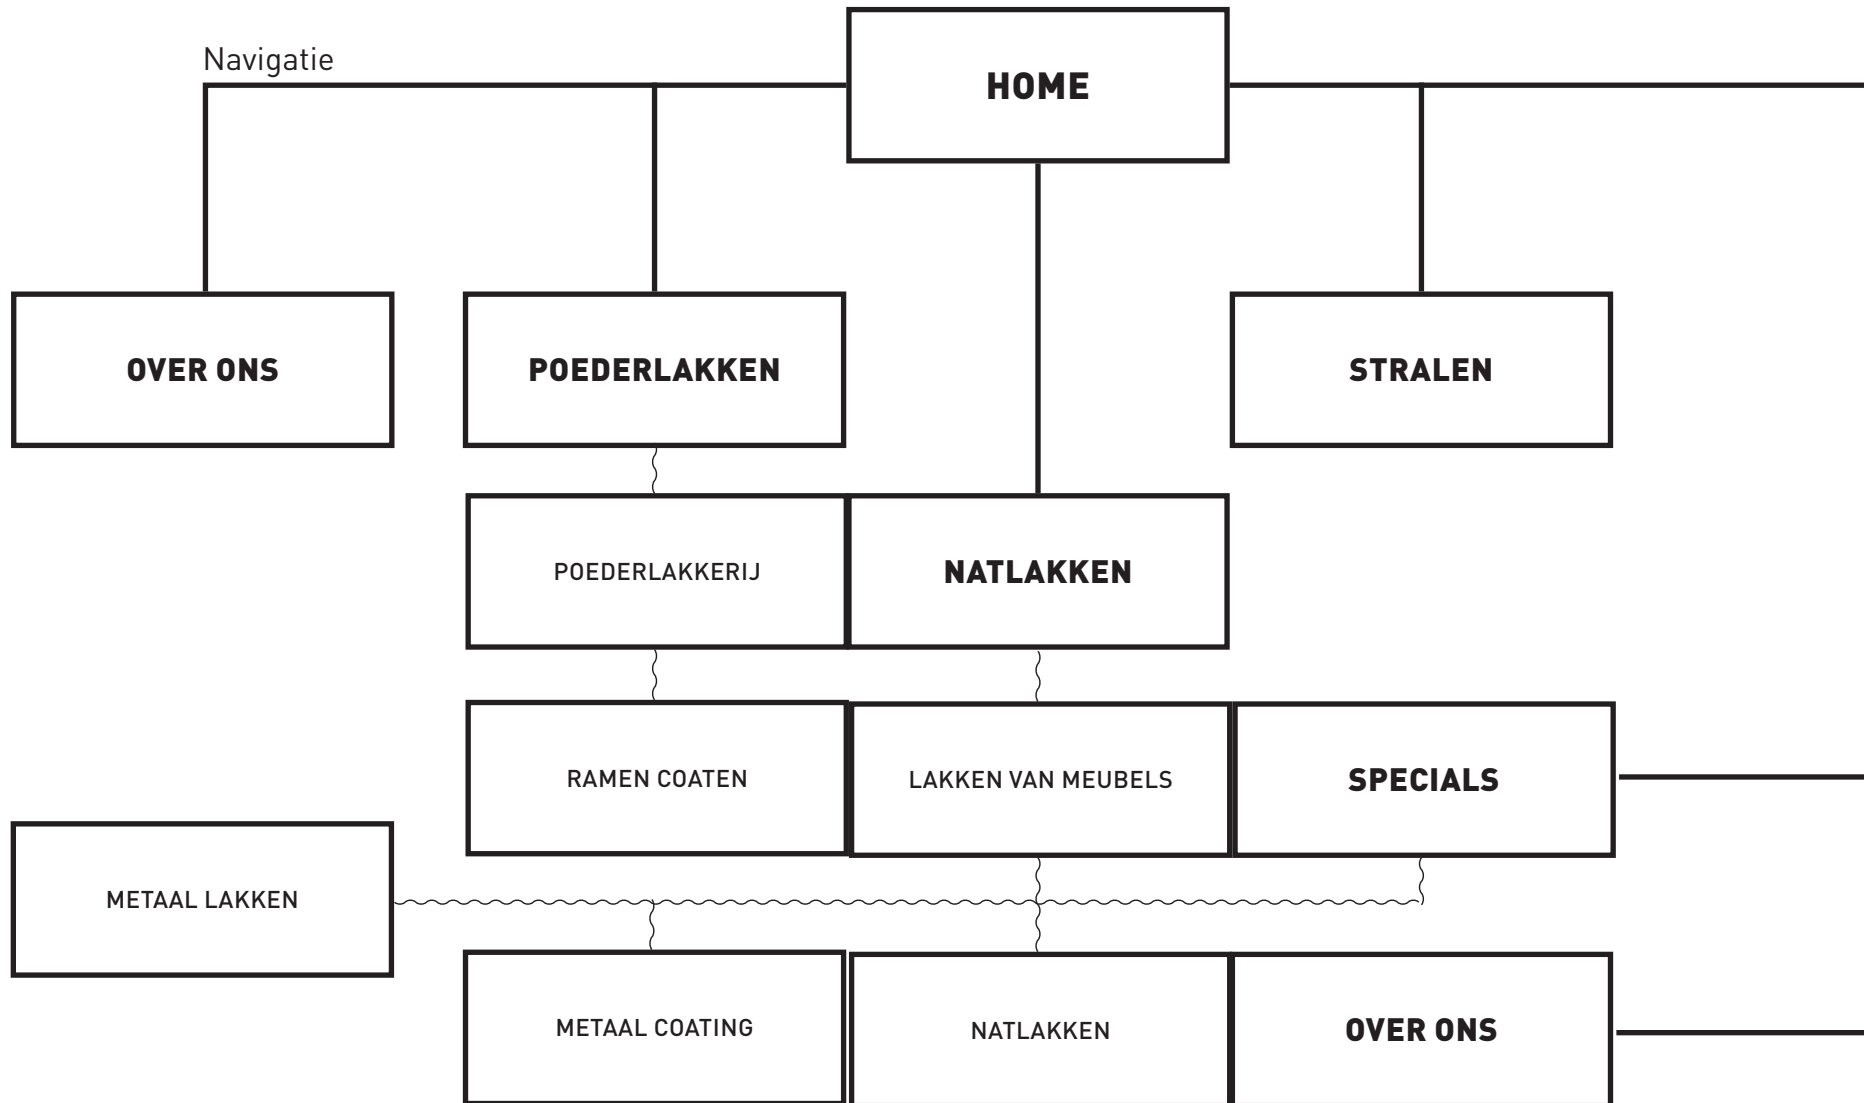 Navigatie
HOME
OVER ONS
POEDERLAKKEN
STRALEN
POEDERLAKKERIJ
NATLAKKEN
RAMEN COATEN
LAKKEN VAN MEUBELS
SPECIALS
METAAL LAKKEN
METAAL COATING
NATLAKKEN
OVER ONS